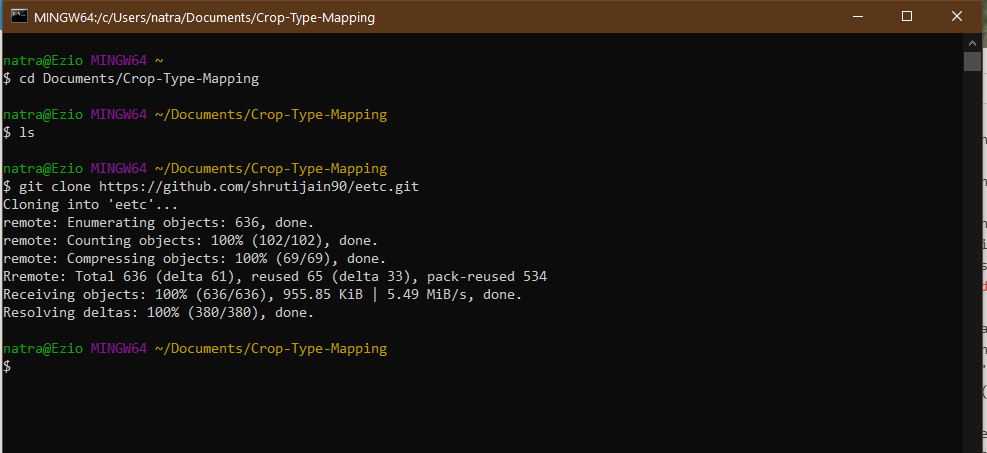 MINGW64:/c/Users/natra/Documents/Crop-Type-Mapping
natra@Ezio MINGW64 ~
$ cd Documents/Crop-Type-Mapping
natra@Ezio MINGW64 ~/Documents/Crop-Type-Mapping
$ ls
natra@Ezio MINGW64 ~/Documents/Crop-Type-Mapping
$ git clone https://github.com/shrutijain90/eetc.git
Cloning into 'eetc'...
remote: Enumerating objects: 636, done.
remote: Counting objects: 100% (102/102), done.
remote: Compressing objects: 100% (69/69), done.
Rremote: Total 636 (delta 61), reused 65 (delta 33), pack-reused 534
Receiving objects: 100% (636/636), 955.85 KiB | 5.49 MiB/s, done.
Resolving deltas: 100% (380/380), done.
natra@Ezio MINGW64 ~/Documents/Crop-Type-Mapping
$